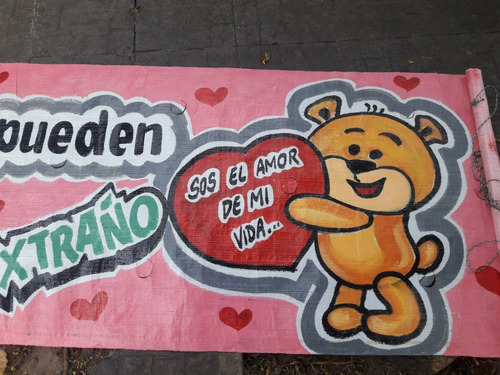 pueden
XTRAÑO
SOS EL AMOR
DE MI
VIDA...